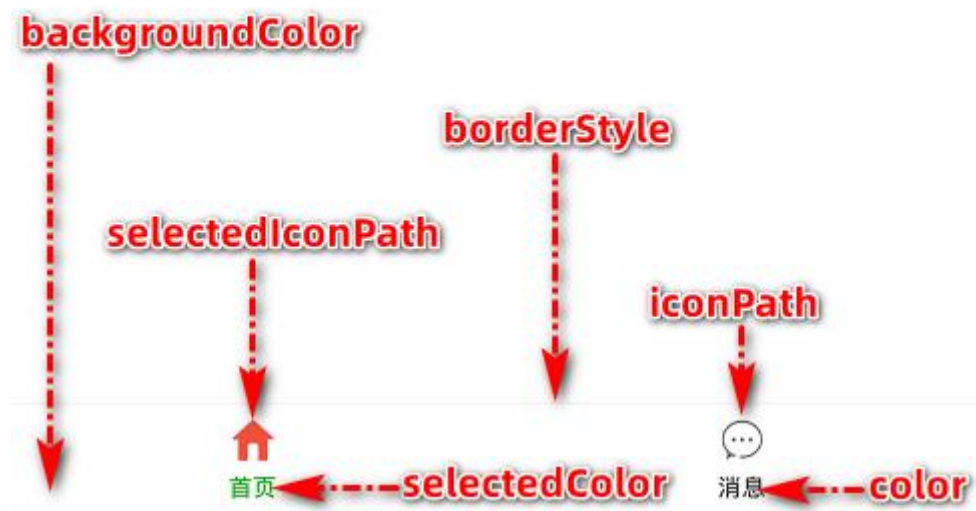 backgroundColor
borderStyle
selectedIconPath
iconPath
首页
selectedColor
消息
color